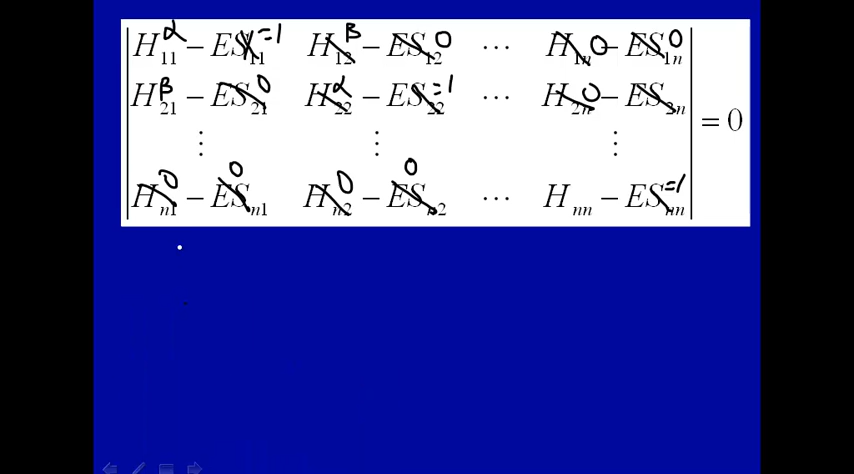 H₁₁ α − ES₁₁ =1 H₁₂ β − ES₁₂ 0 ⋯ H₁ₙ 0 − ES₁ₙ 0
H₂₁ β − ES₂₁ 0 H₂₂ α − ES₂₂ =1 ⋯ H₂ₙ 0 − ES₂ₙ
= 0
⋮ ⋮ ⋮
Hₙ₁ 0 − ESₙ₁ 0 Hₙ₂ 0 − ESₙ₂ 0 ⋯ Hₙₙ − ESₙₙ =1